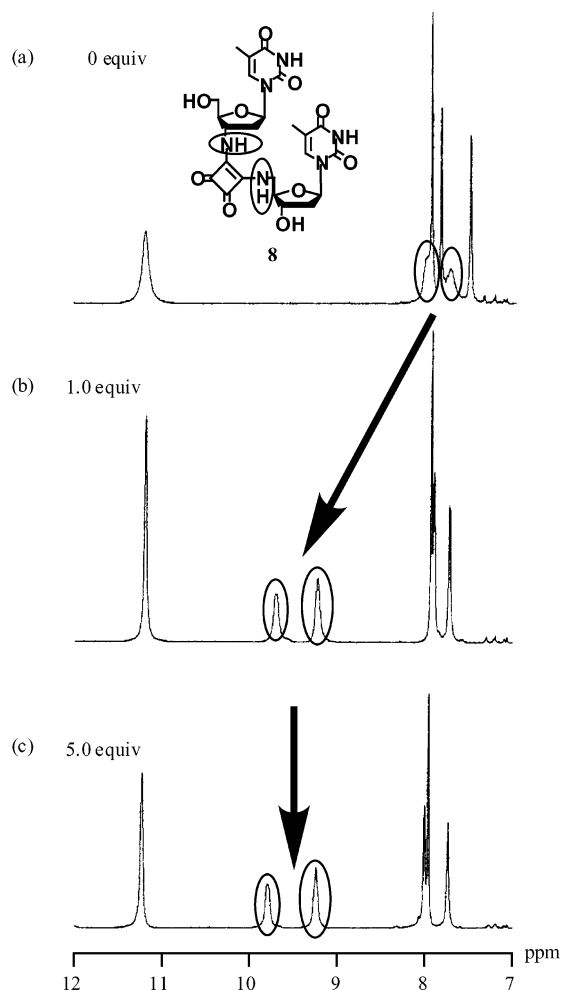 (a) 0 equiv
O
NH
N
O
HO
O
O
NH
NH
N
O
O
N
H
O
O
OH
8
(b) 1.0 equiv
(c) 5.0 equiv
ppm
12 11 10 9 8 7